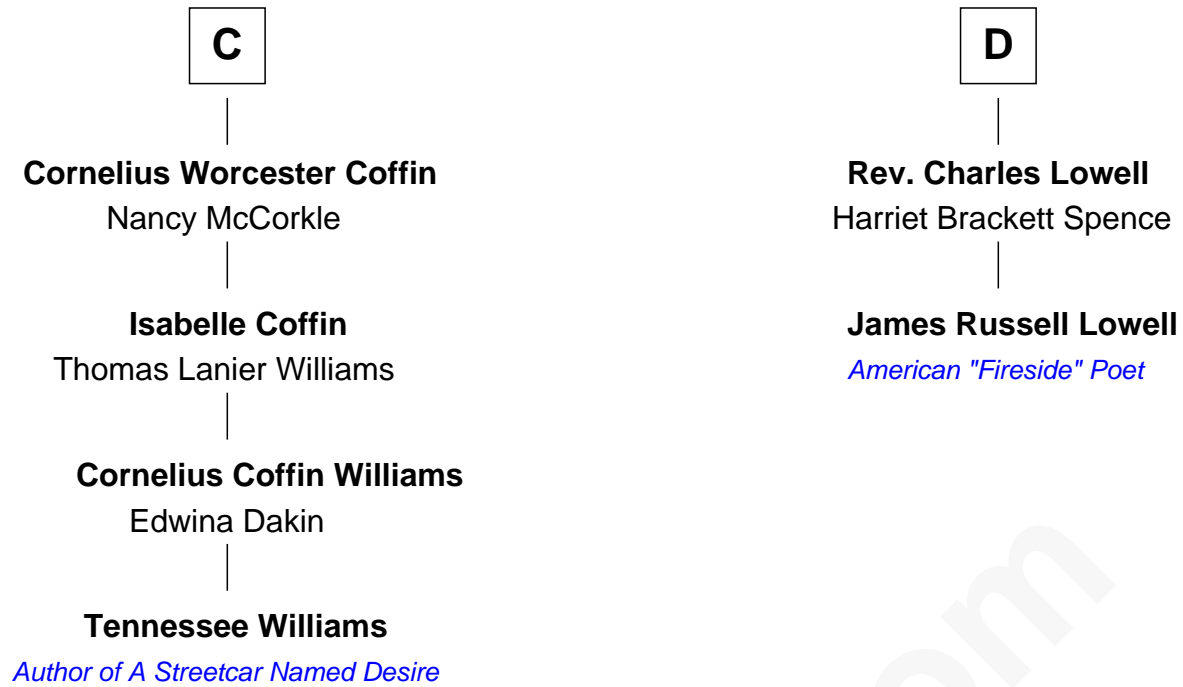 C
Cornelius Worcester Coffin
Nancy McCorkle
Isabelle Coffin
Thomas Lanier Williams
Cornelius Coffin Williams
Edwina Dakin
Tennessee Williams
Author of A Streetcar Named Desire
D
Rev. Charles Lowell
Harriet Brackett Spence
James Russell Lowell
American "Fireside" Poet
om